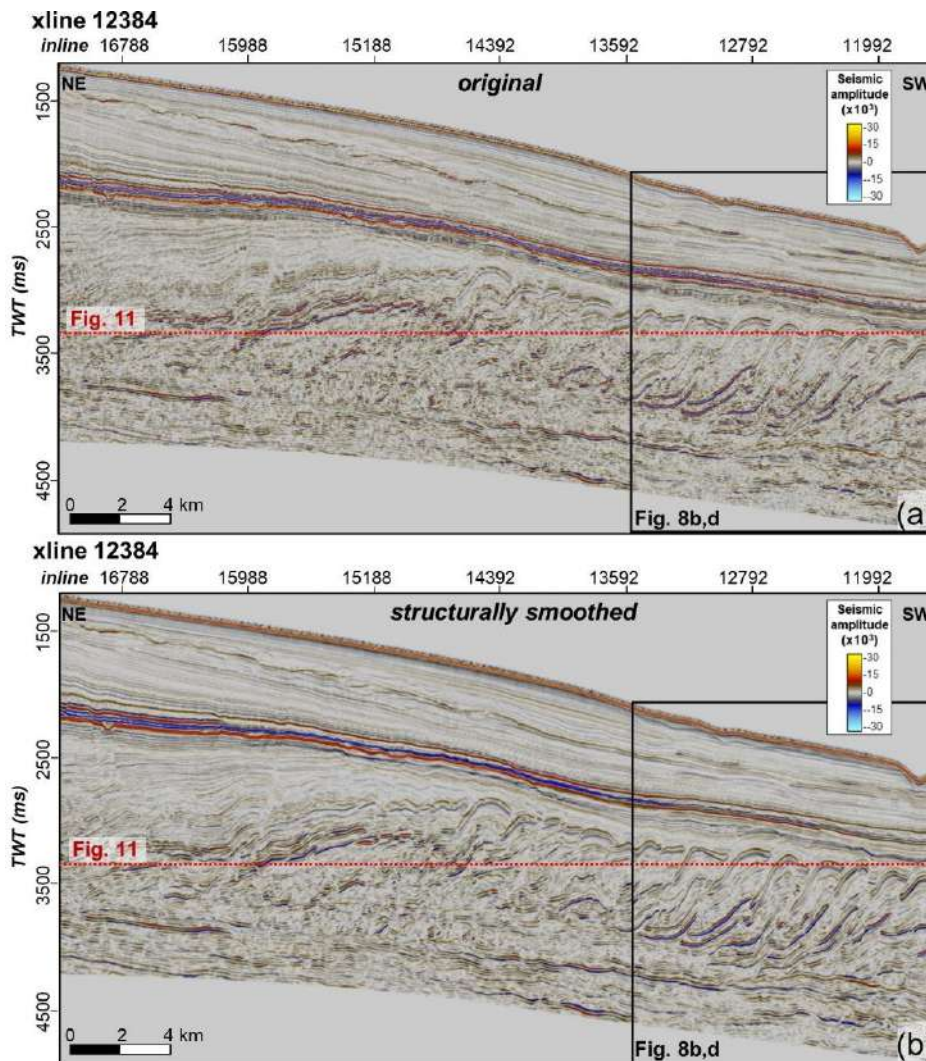 xline 12384
inline 16788 15988 15188 14392 13592 12792 11992
NE
original
SW
Seismic
amplitude
(x10³)
-30
-15
-0
--15
--30
1500
2500
3500
4500
TWT (ms)
Fig. 11
0 2 4 km
Fig. 8b,d
(a
xline 12384
inline 16788 15988 15188 14392 13592 12792 11992
NE
structurally smoothed
SW
Seismic
amplitude
(x10³)
-30
-15
-0
--15
--30
1500
2500
3500
4500
TWT (ms)
Fig. 11
0 2 4 km
Fig. 8b,d
(b